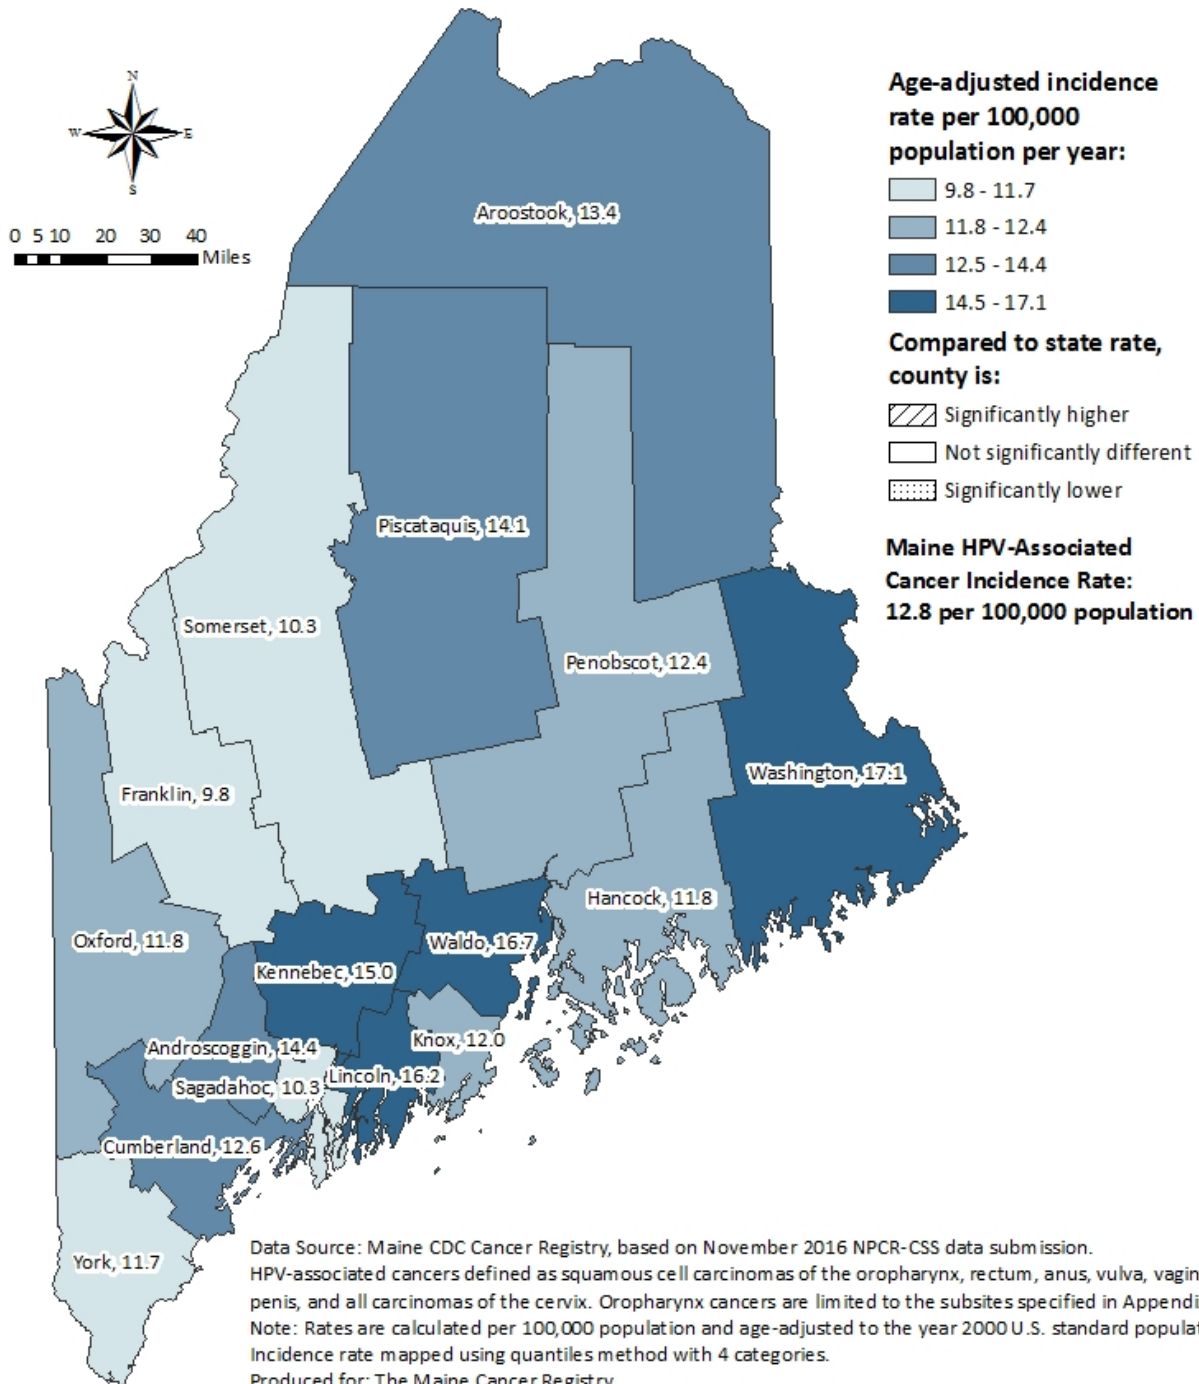 N
W E
S
0 5 10 20 30 40
Miles
Age-adjusted incidence
rate per 100,000
population per year:
9.8 - 11.7
11.8 - 12.4
12.5 - 14.4
14.5 - 17.1
Compared to state rate,
county is:
Significantly higher
Not significantly different
Significantly lower
Maine HPV-Associated
Cancer Incidence Rate:
12.8 per 100,000 population
Aroostook, 13.4
Piscataquis, 14.1
Somerset, 10.3
Penobscot, 12.4
Washington, 17.1
Franklin, 9.8
Hancock, 11.8
Oxford, 11.8
Waldo, 16.7
Kennebec, 15.0
Knox, 12.0
Androscoggin, 14.4
Lincoln, 16.2
Sagadahoc, 10.3
Cumberland, 12.6
York, 11.7
Data Source: Maine CDC Cancer Registry, based on November 2016 NPCR-CSS data submission.
HPV-associated cancers defined as squamous cell carcinomas of the oropharynx, rectum, anus, vulva, vagin
penis, and all carcinomas of the cervix. Oropharynx cancers are limited to the subsites specified in Appendi
Note: Rates are calculated per 100,000 population and age-adjusted to the year 2000 U.S. standard populat
Incidence rate mapped using quantiles method with 4 categories.
Produced for: The Maine Cancer Registry